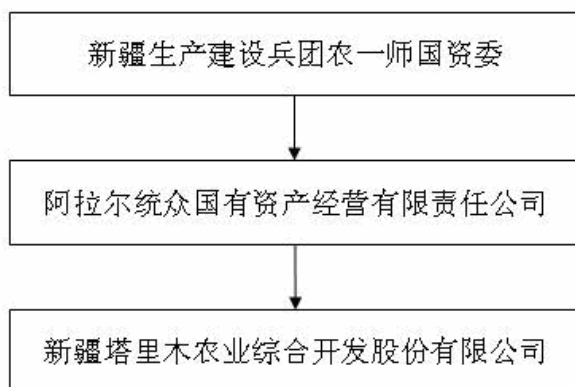 新疆生产建设兵团农一师国资委
阿拉尔统众国有资产经营有限责任公司
新疆塔里木农业综合开发股份有限公司